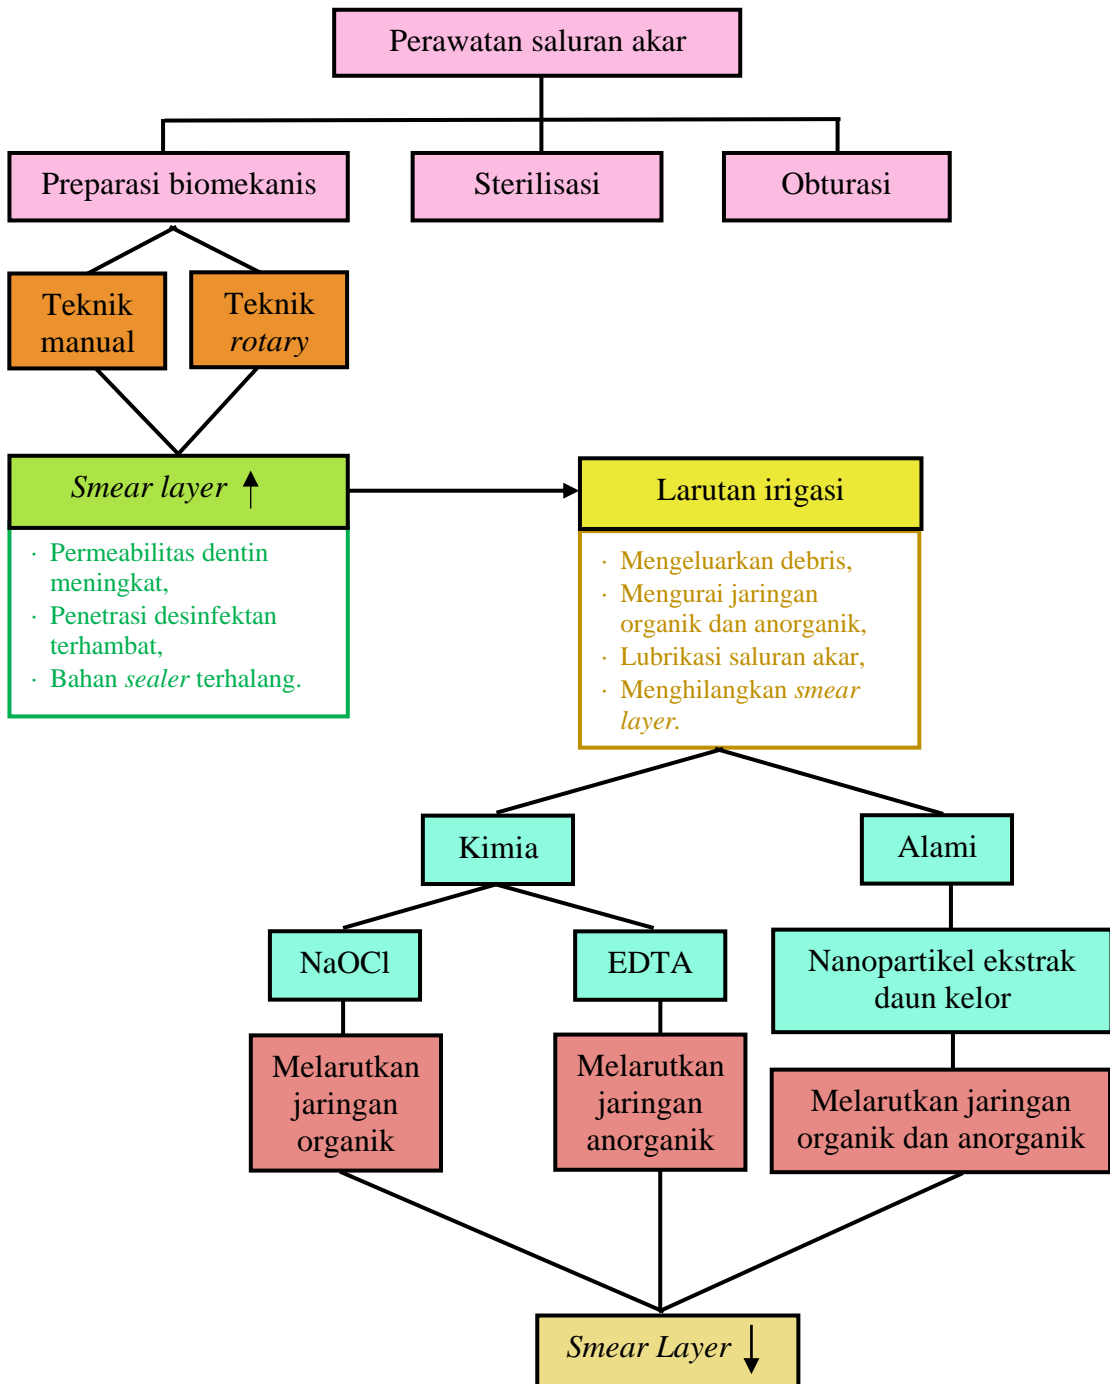 Perawatan saluran akar
Preparasi biomekanis
Sterilisasi
Obturasi
Teknik
manual
Teknik
rotary
Smear layer ↑
· Permeabilitas dentin
meningkat,
· Penetrasi desinfektan
terhambat,
· Bahan sealer terhalang.
Larutan irigasi
· Mengeluarkan debris,
· Mengurai jaringan
organik dan anorganik,
· Lubrikasi saluran akar,
· Menghilangkan smear
layer.
Kimia
Alami
NaOCl
EDTA
Nanopartikel ekstrak
daun kelor
Melarutkan
jaringan
organik
Melarutkan
jaringan
anorganik
Melarutkan jaringan
organik dan anorganik
Smear Layer ↓